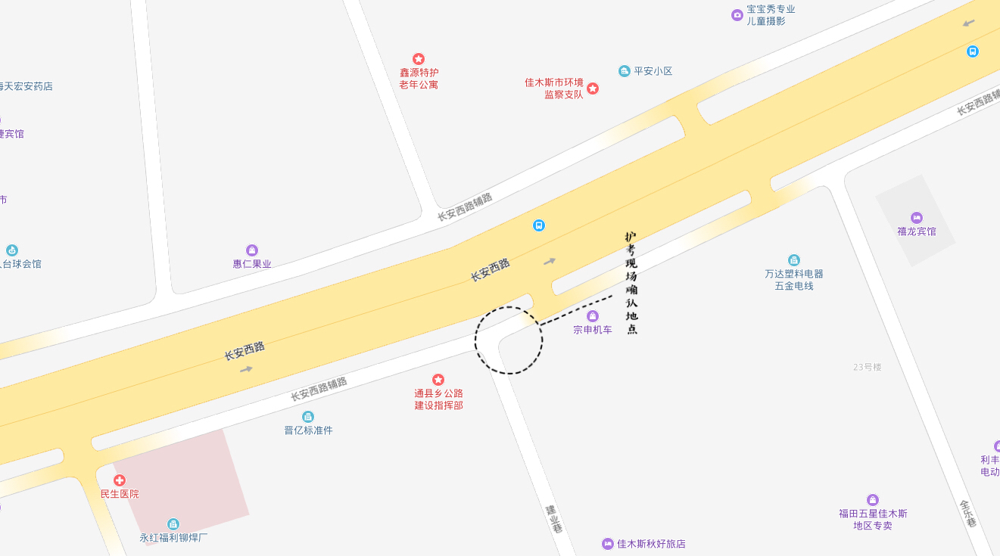 宝宝秀专业
儿童摄影
鑫源特护
老年公寓
佳木斯市环境
监察支队
平安小区
海天宏安药店
长安西路辅
捷宾馆
市
长安西路辅路
禧龙宾馆
护考现场确认地点
台球会馆
惠仁果业
长安西路
万达塑料电器
五金电线
宗申机车
长安西路
23号楼
长安西路辅路
通县乡公路
建设指挥部
晋亿标准件
利丰
电动
民生医院
建业巷
全乐巷
福田五星佳木斯
地区专卖
永红福利铆焊厂
佳木斯秋好旅店